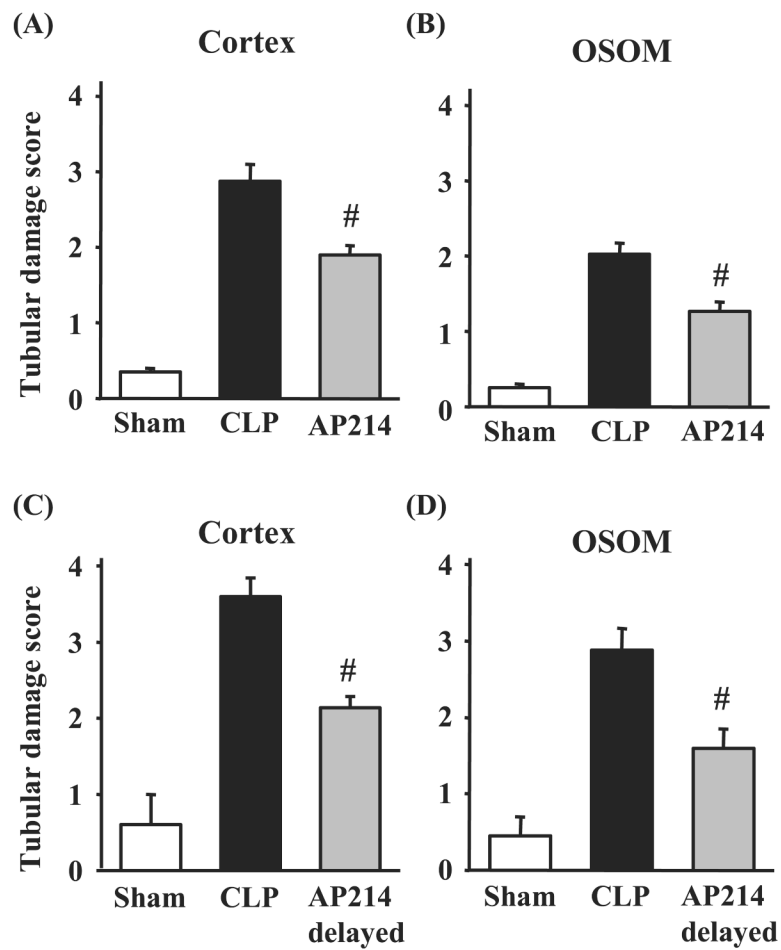 (A)
Cortex
Tubular damage score
4
3
2
1
0
#
Sham CLP AP214
(B)
OSOM
4
3
2
1
0
#
Sham CLP AP214
(C)
Cortex
Tubular damage score
4
3
2
1
0
#
Sham CLP AP214
delayed
(D)
OSOM
4
3
2
1
0
#
Sham CLP AP214
delayed